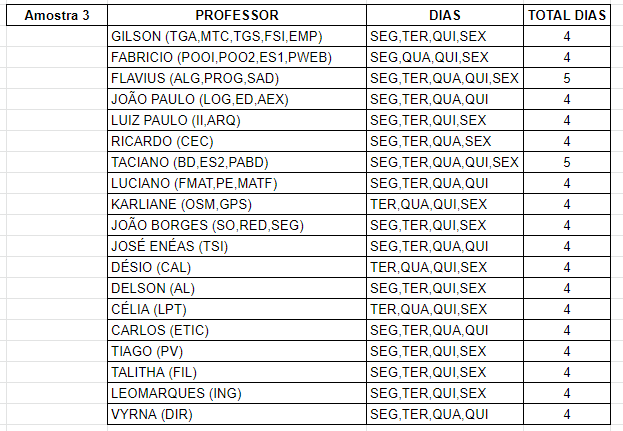 Amostra 3 PROFESSOR DIAS TOTAL DIAS
GILSON (TGA,MTC,TGS,FSI,EMP) SEG,TER,QUI,SEX 4
FABRICIO (POOI,POO2,ES1,PWEB) SEG,QUA,QUI,SEX 4
FLAVIUS (ALG,PROG,SAD) SEG,TER,QUA,QUI,SEX 5
JOÃO PAULO (LOG,ED,AEX) SEG,TER,QUA,QUI 4
LUIZ PAULO (II,ARQ) SEG,TER,QUI,SEX 4
RICARDO (CEC) SEG,TER,QUA,SEX 4
TACIANO (BD,ES2,PABD) SEG,TER,QUA,QUI,SEX 5
LUCIANO (FMAT,PE,MATF) SEG,TER,QUA,QUI 4
KARLIANE (OSM,GPS) TER,QUA,QUI,SEX 4
JOÃO BORGES (SO,RED,SEG) SEG,TER,QUI,SEX 4
JOSÉ ENÉAS (TSI) SEG,TER,QUA,QUI 4
DÉSIO (CAL) TER,QUA,QUI,SEX 4
DELSON (AL) SEG,TER,QUI,SEX 4
CÉLIA (LPT) TER,QUA,QUI,SEX 4
CARLOS (ETIC) SEG,TER,QUA,QUI 4
TIAGO (PV) SEG,TER,QUI,SEX 4
TALITHA (FIL) SEG,TER,QUI,SEX 4
LEOMARQUES (ING) SEG,TER,QUI,SEX 4
VYRNA (DIR) SEG,TER,QUA,QUI 4